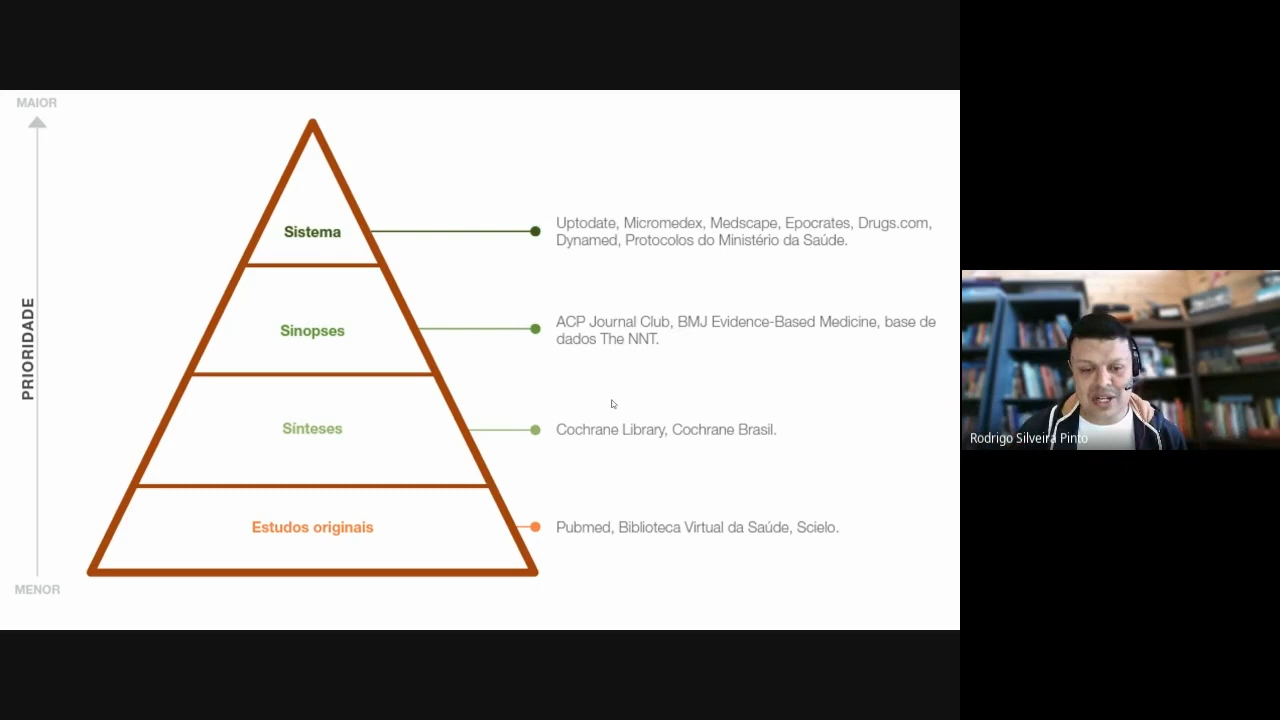 MAIOR
PRIORIDADE
MENOR
Sistema
Uptodate, Micromedex, Medscape, Epocrates, Drugs.com,
Dynamed, Protocolos do Ministério da Saúde.
Sinopses
ACP Journal Club, BMJ Evidence-Based Medicine, base de
dados The NNT.
Sínteses
Cochrane Library, Cochrane Brasil.
Estudos originais
Pubmed, Biblioteca Virtual da Saúde, Scielo.
Rodrigo Silveira Pinto